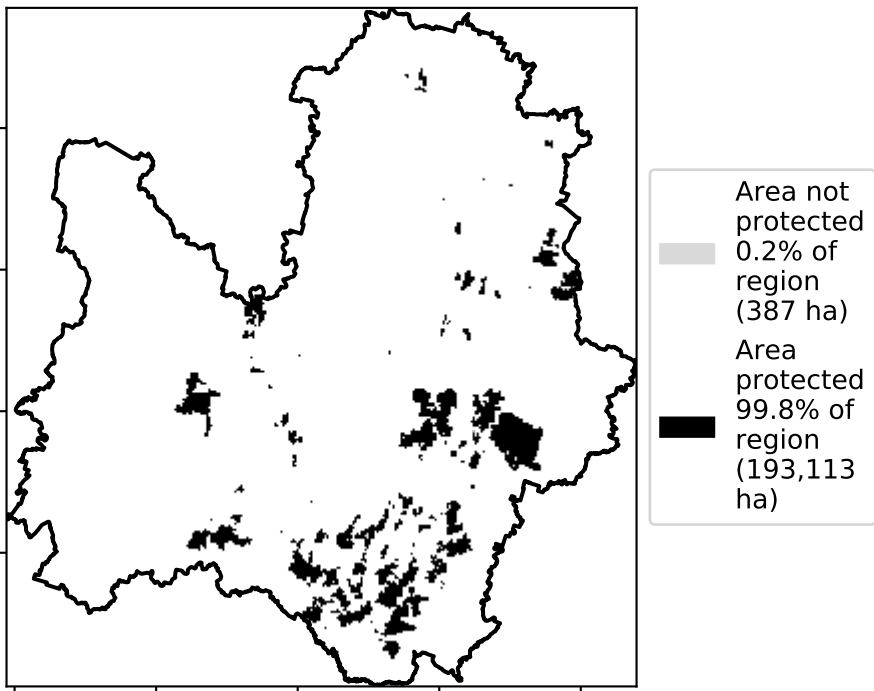 Area not
protected
0.2% of
region
(387 ha)
Area
protected
99.8% of
region
(193,113
ha)